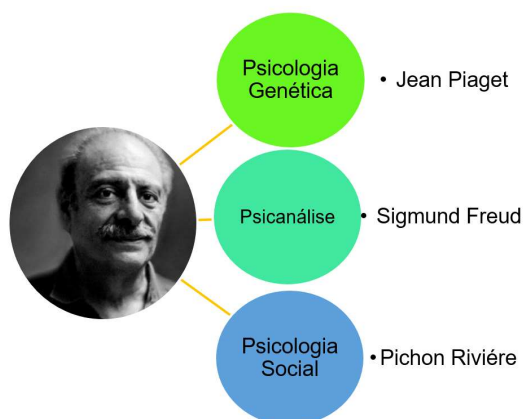 Psicologia
Genética
• Jean Piaget
Psicanálise
• Sigmund Freud
Psicologia
Social
• Pichon Riviére